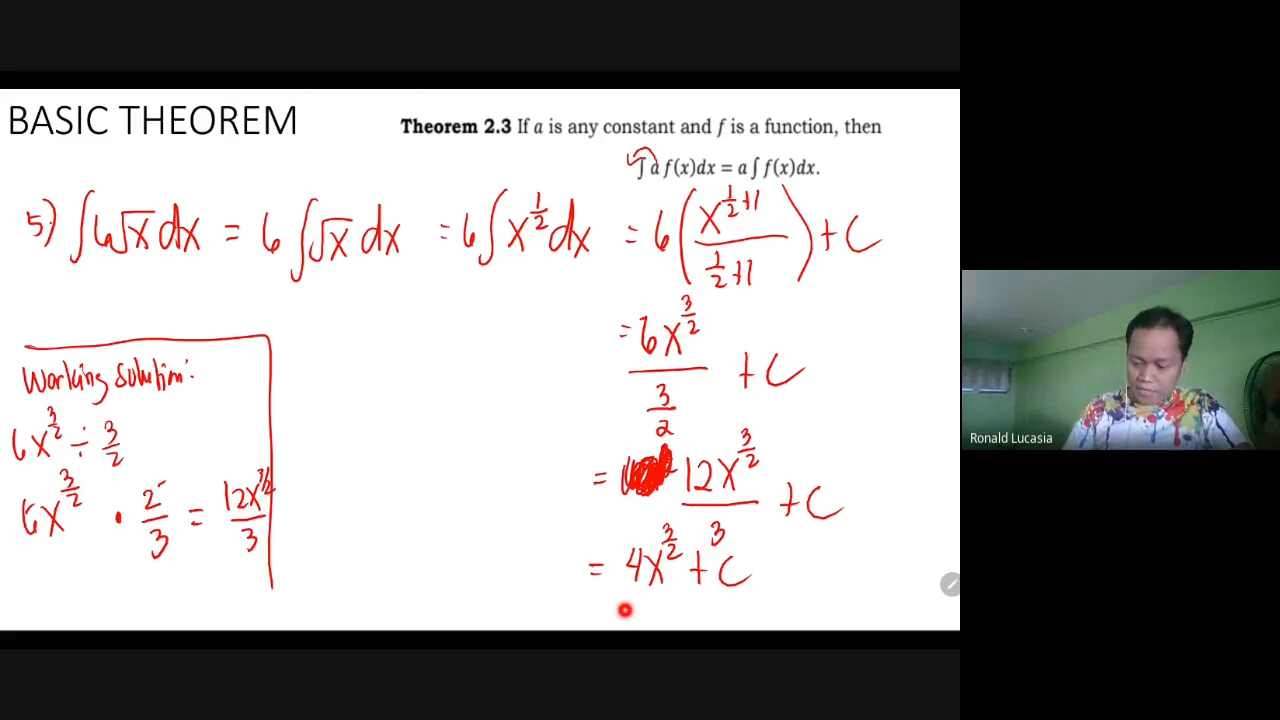 BASIC THEOREM
Theorem 2.3 If a is any constant and f is a function, then
∫ a f(x)dx = a ∫ f(x)dx.
5) ∫6√x dx = 6 ∫√x dx = 6 ∫ x^{1/2} dx = 6 ( x^{1/2+1} / (1/2+1) ) + C
= 6x^{3/2} / (3/2) + C
= 12x^{3/2} / 3 + C
= 4x^{3/2} + C
Working solution:
6x^{3/2} ÷ 3/2
6x^{3/2} · 2/3 = 12x^{3/2} / 3
Ronald Lucasia